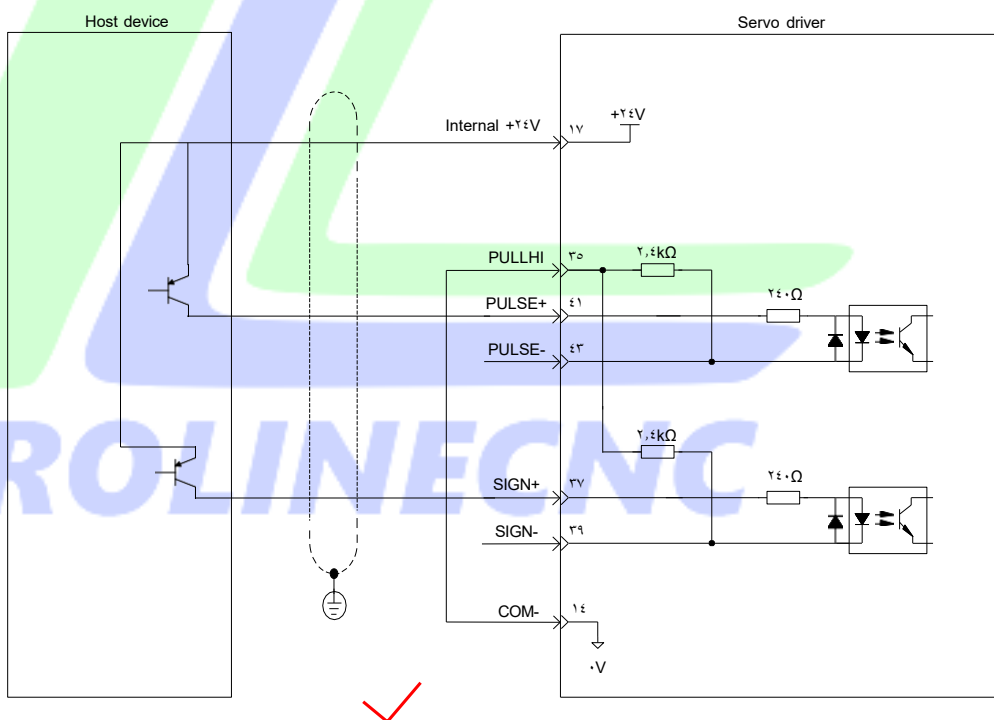 Host device
Servo driver
Internal +٢٤V
١٧
+٢٤V
PULLHI
٣٥
٢,٤kΩ
PULSE+
٤١
٢٤٠Ω
PULSE-
٤٣
٢,٤kΩ
SIGN+
٣٧
٢٤٠Ω
SIGN-
٣٩
COM-
١٤
٠V
ROLINECNC